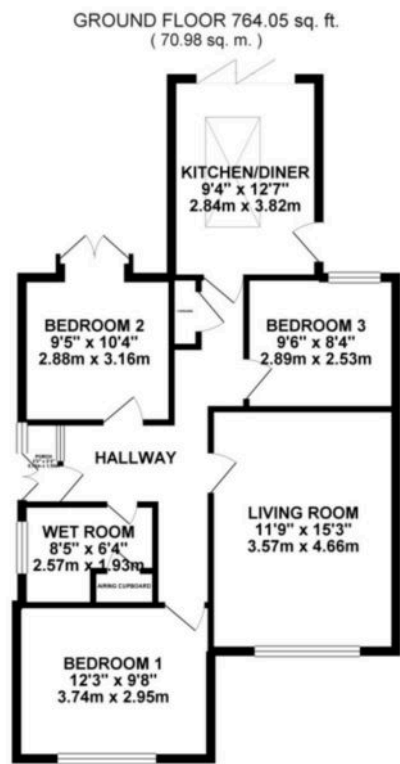 GROUND FLOOR 764.05 sq. ft.
( 70.98 sq. m. )
KITCHEN/DINER
9'4" x 12'7"
2.84m x 3.82m
BEDROOM 2
9'5" x 10'4"
2.88m x 3.16m
BEDROOM 3
9'6" x 8'4"
2.89m x 2.53m
PORCH
HALLWAY
LIVING ROOM
11'9" x 15'3"
3.57m x 4.66m
WET ROOM
8'5" x 6'4"
2.57m x 1.93m
AIRING CUPBOARD
BEDROOM 1
12'3" x 9'8"
3.74m x 2.95m